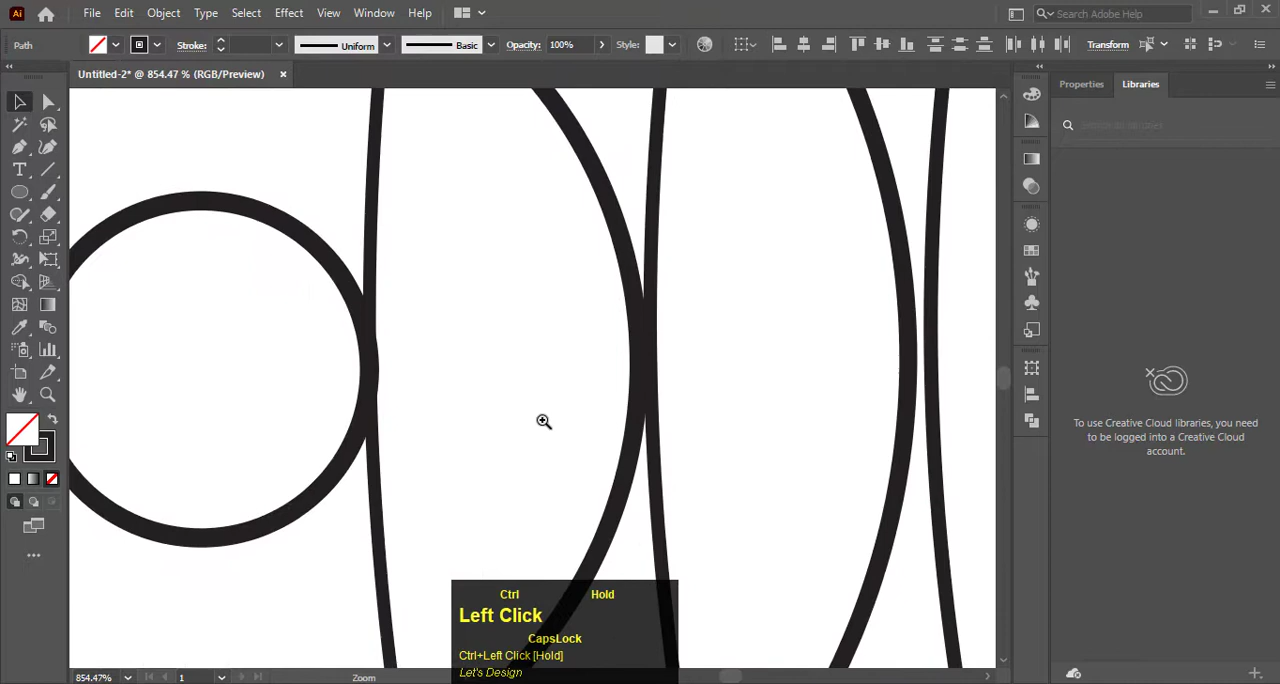 Ai File Edit Object Type Select Effect View Window Help Search Adobe Help
Path Stroke: Uniform Basic Opacity: 100% Style: Transform
Untitled-2* @ 854.47 % (RGB/Preview)
Properties Libraries
Ctrl Hold
Left Click
CapsLock
Ctrl+Left Click [Hold]
Let's Design
To use Creative Cloud libraries, you
need to be logged into a Creative Cloud
account.
854.47% 1 Zoom